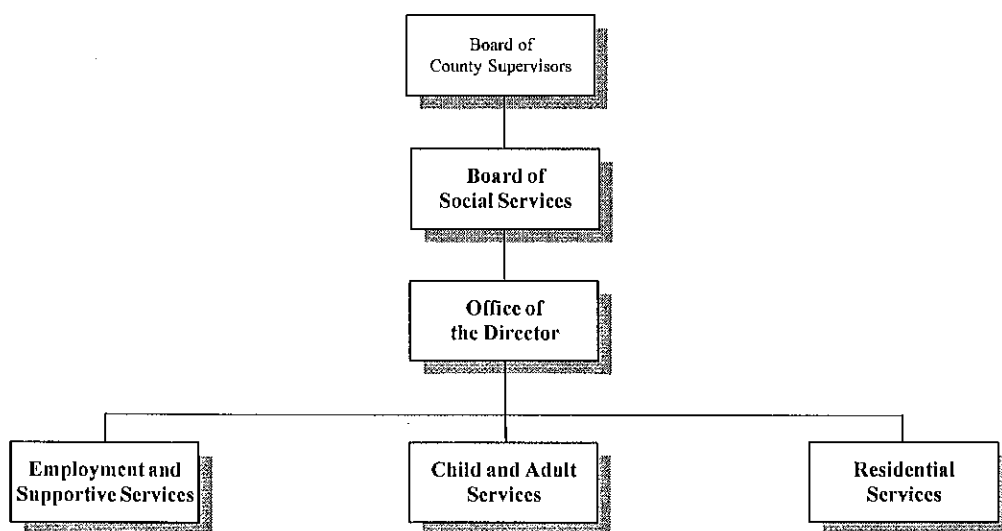 Board of
County Supervisors
Board of
Social Services
Office of
the Director
Employment and
Supportive Services
Child and Adult
Services
Residential
Services